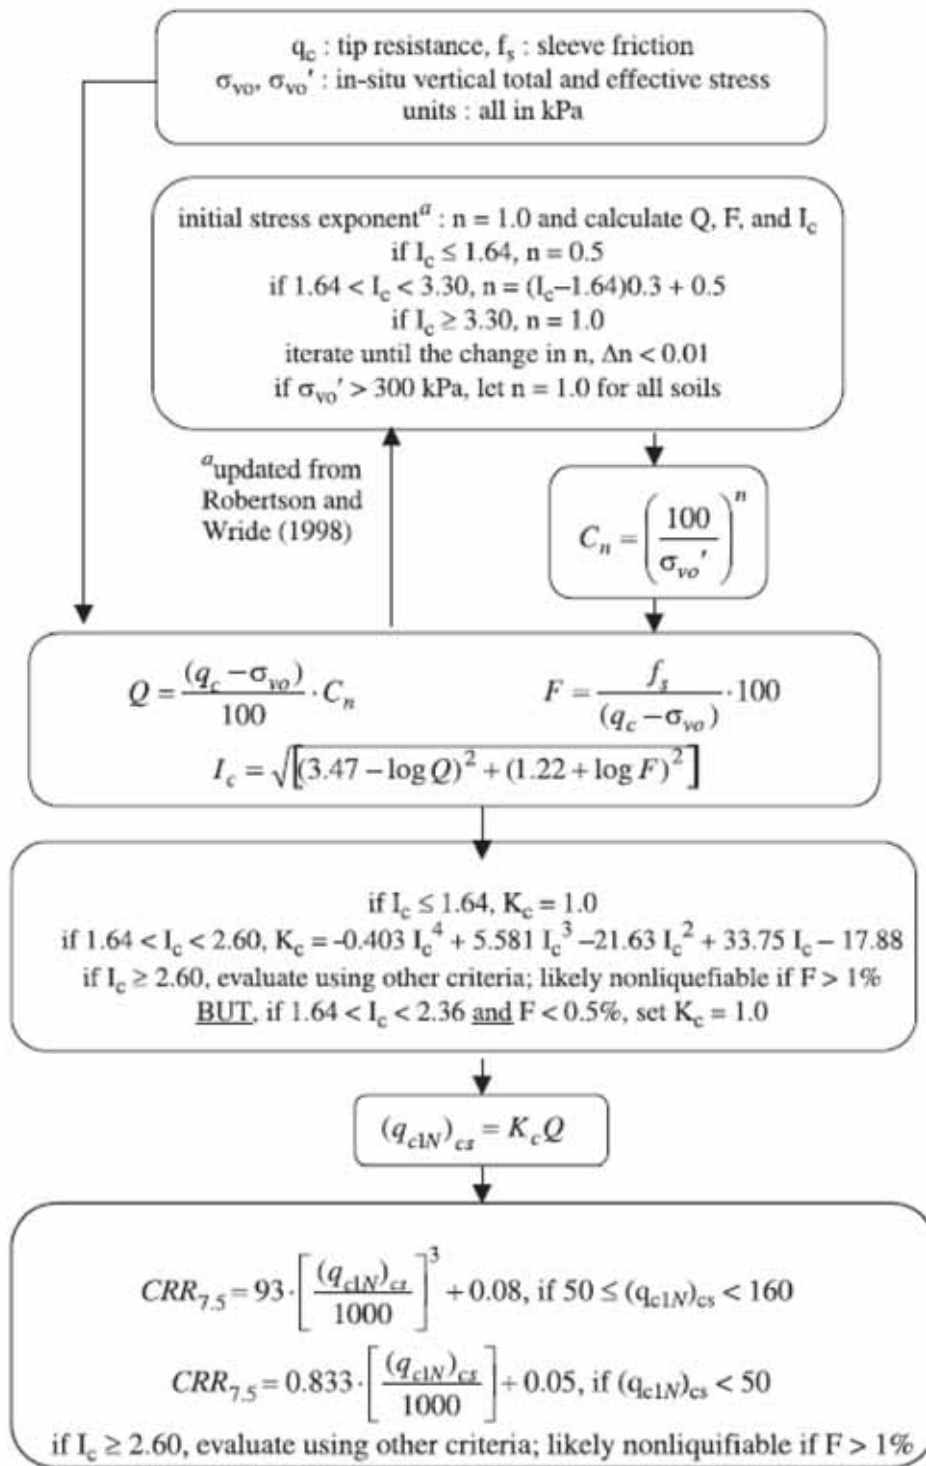 q_c : tip resistance, f_s : sleeve friction
σ_vo, σ_vo′ : in-situ vertical total and effective stress
units : all in kPa
initial stress exponent^a : n = 1.0 and calculate Q, F, and I_c
if I_c ≤ 1.64, n = 0.5
if 1.64 < I_c < 3.30, n = (I_c–1.64)0.3 + 0.5
if I_c ≥ 3.30, n = 1.0
iterate until the change in n, Δn < 0.01
if σ_vo′ > 300 kPa, let n = 1.0 for all soils
^a updated from
Robertson and
Wride (1998)
C_n = (100 / σ_vo′)^n
Q = (q_c – σ_vo) / 100 · C_n
F = f_s / (q_c – σ_vo) · 100
I_c = √[(3.47 – log Q)^2 + (1.22 + log F)^2]
if I_c ≤ 1.64, K_c = 1.0
if 1.64 < I_c < 2.60, K_c = -0.403 I_c^4 + 5.581 I_c^3 –21.63 I_c^2 + 33.75 I_c – 17.88
if I_c ≥ 2.60, evaluate using other criteria; likely nonliquefiable if F > 1%
BUT, if 1.64 < I_c < 2.36 and F < 0.5%, set K_c = 1.0
(q_c1N)_cs = K_c Q
CRR_7.5 = 93 · [(q_c1N)_cs / 1000]^3 + 0.08, if 50 ≤ (q_c1N)_cs < 160
CRR_7.5 = 0.833 · [(q_c1N)_cs / 1000] + 0.05, if (q_c1N)_cs < 50
if I_c ≥ 2.60, evaluate using other criteria; likely nonliquifiable if F > 1%